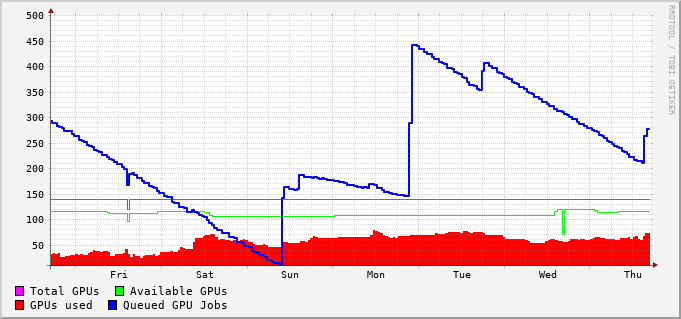 500
450
400
350
300
250
200
150
100
50
Fri Sat Sun Mon Tue Wed Thu
Total GPUs Available GPUs
GPUs used Queued GPU Jobs
RRDTOOL / TOBI OETIKER